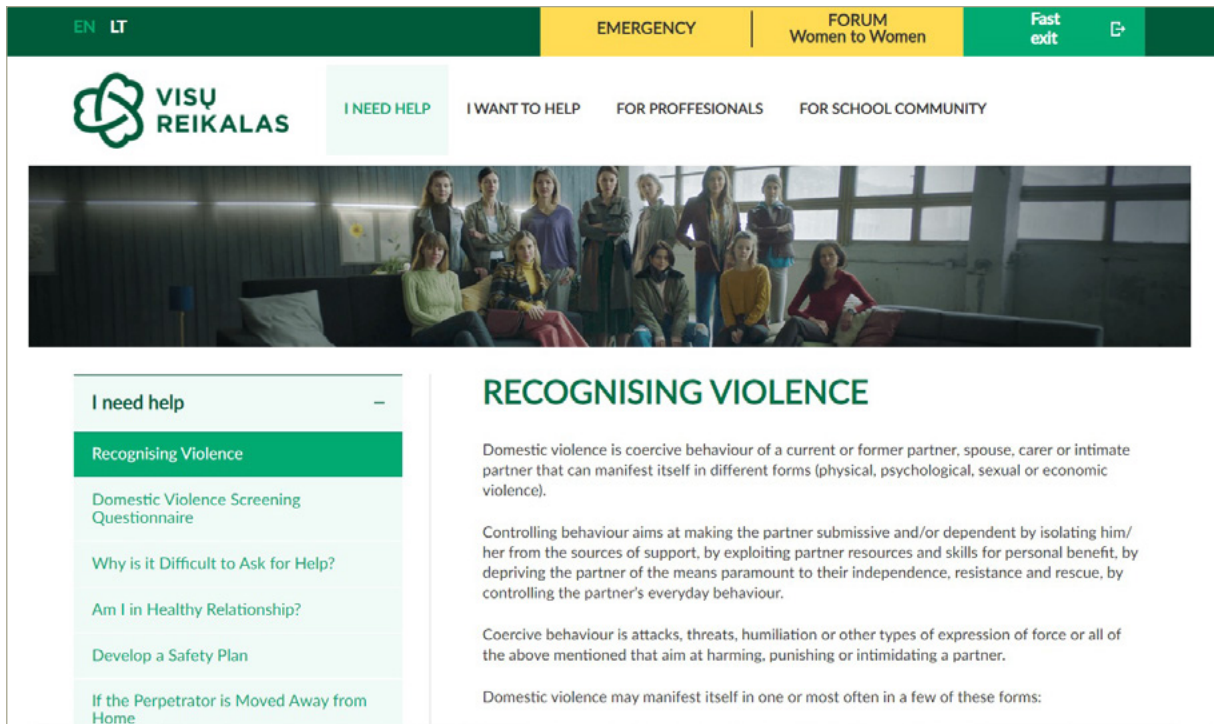 EN LT
EMERGENCY
FORUM
Women to Women
Fast
exit
VISŲ
REIKALAS
I NEED HELP
I WANT TO HELP
FOR PROFFESIONALS
FOR SCHOOL COMMUNITY
I need help
Recognising Violence
Domestic Violence Screening
Questionnaire
Why is it Difficult to Ask for Help?
Am I in Healthy Relationship?
Develop a Safety Plan
If the Perpetrator is Moved Away from
Home
RECOGNISING VIOLENCE
Domestic violence is coercive behaviour of a current or former partner, spouse, carer or intimate
partner that can manifest itself in different forms (physical, psychological, sexual or economic
violence).
Controlling behaviour aims at making the partner submissive and/or dependent by isolating him/
her from the sources of support, by exploiting partner resources and skills for personal benefit, by
depriving the partner of the means paramount to their independence, resistance and rescue, by
controlling the partner's everyday behaviour.
Coercive behaviour is attacks, threats, humiliation or other types of expression of force or all of
the above mentioned that aim at harming, punishing or intimidating a partner.
Domestic violence may manifest itself in one or most often in a few of these forms: